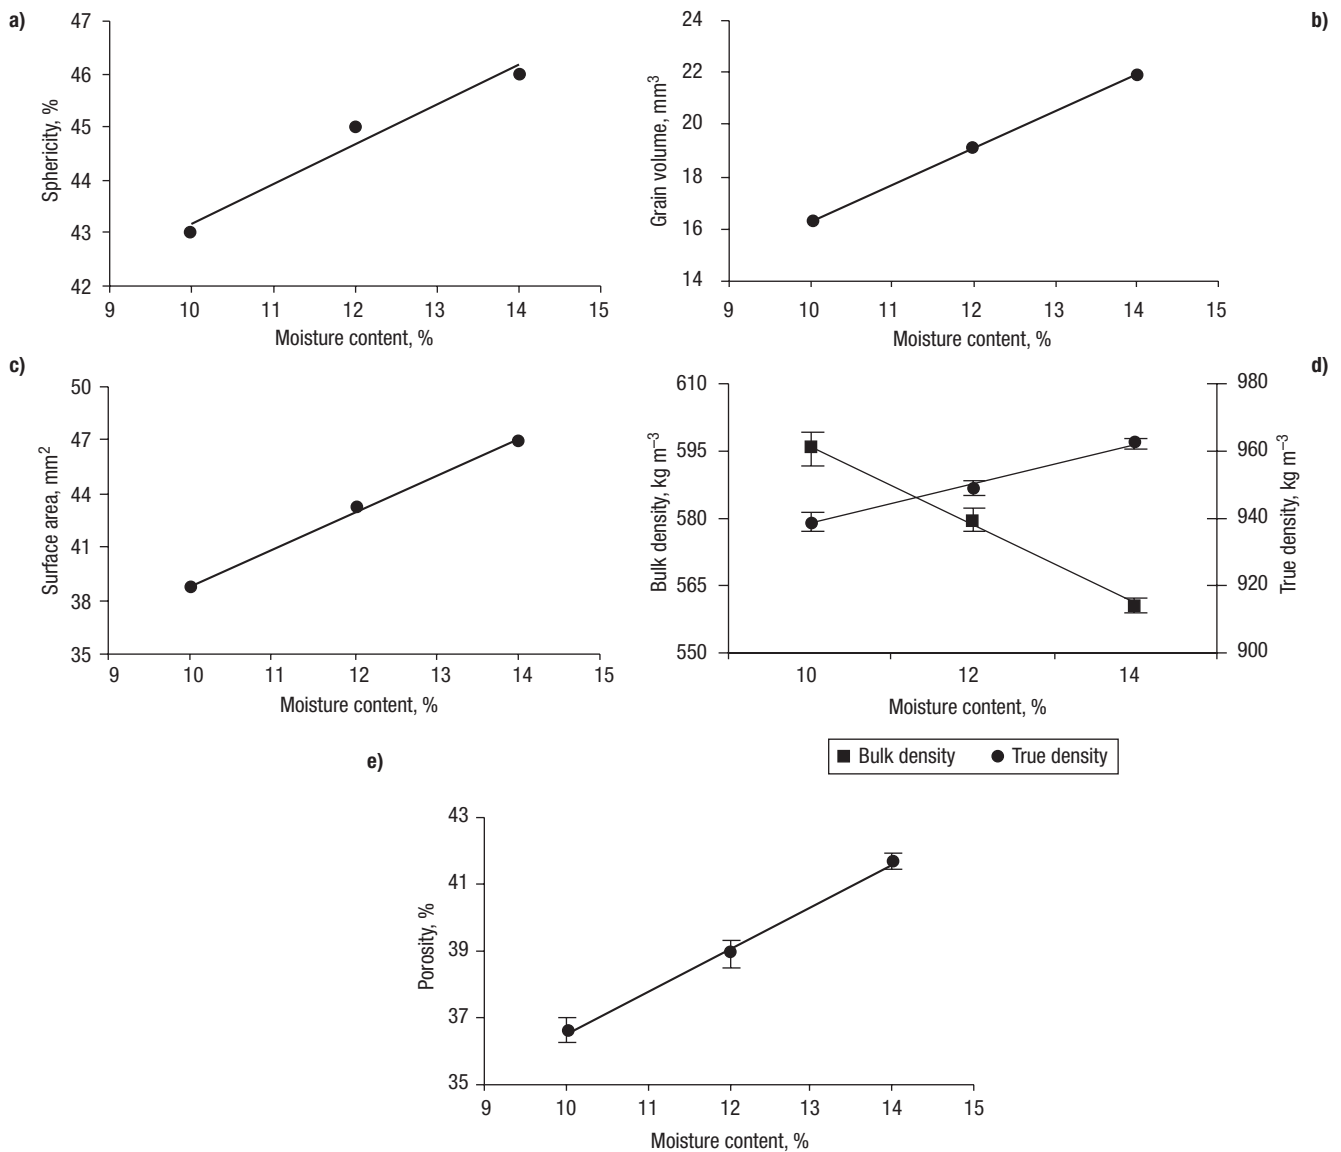 a)
47
46
45
44
43
42
Sphericity, %
9 10 11 12 13 14 15
Moisture content, %
b)
24
22
20
18
16
14
Grain volume, mm³
9 10 11 12 13 14 15
Moisture content, %
c)
50
47
44
41
38
35
Surface area, mm²
9 10 11 12 13 14 15
Moisture content, %
d)
610
595
580
565
550
Bulk density, kg m⁻³
980
960
940
920
900
True density, kg m⁻³
10 12 14
Moisture content, %
Bulk density True density
e)
43
41
39
37
35
Porosity, %
9 10 11 12 13 14 15
Moisture content, %